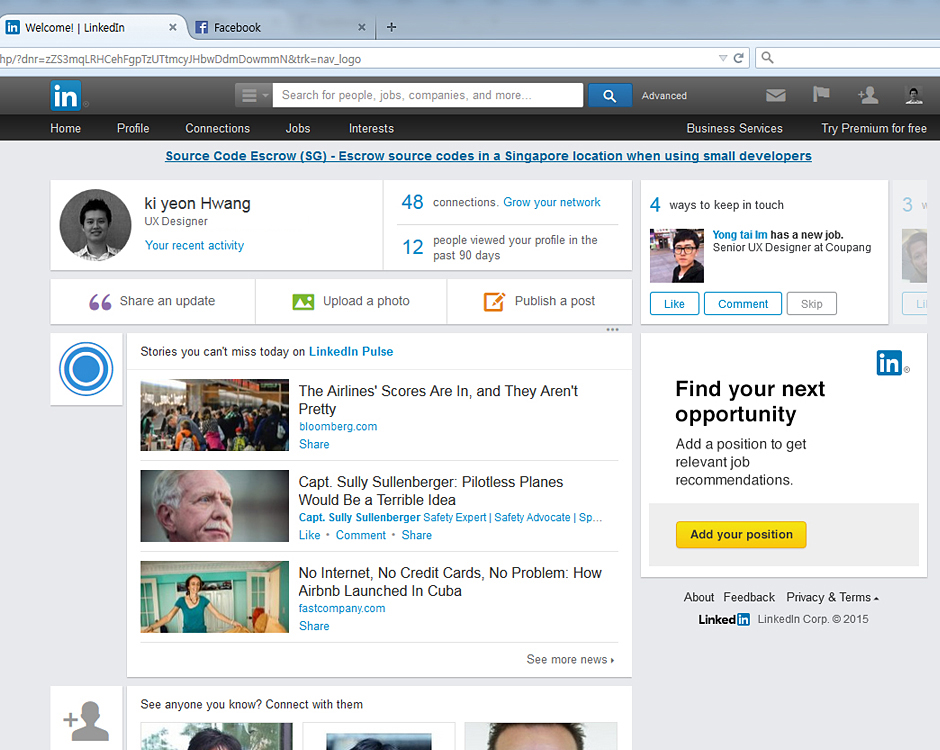 Welcome! | LinkedIn
Facebook
hp/?dnr=zZS3mqLRHCehFgpTzUTtmcyJHbwDdmDowmmN&trk=nav_logo
in
Search for people, jobs, companies, and more...
Advanced
Home Profile Connections Jobs Interests
Business Services Try Premium for free
Source Code Escrow (SG) - Escrow source codes in a Singapore location when using small developers
ki yeon Hwang
UX Designer
Your recent activity
48 connections. Grow your network
12 people viewed your profile in the
past 90 days
4 ways to keep in touch
Yong tai Im has a new job.
Senior UX Designer at Coupang
Like Comment Skip
3
Share an update
Upload a photo
Publish a post
Stories you can't miss today on LinkedIn Pulse
The Airlines' Scores Are In, and They Aren't
Pretty
bloomberg.com
Share
Capt. Sully Sullenberger: Pilotless Planes
Would Be a Terrible Idea
Capt. Sully Sullenberger Safety Expert | Safety Advocate | Sp...
Like • Comment • Share
No Internet, No Credit Cards, No Problem: How
Airbnb Launched In Cuba
fastcompany.com
Share
See more news
See anyone you know? Connect with them
in
Find your next
opportunity
Add a position to get
relevant job
recommendations.
Add your position
About Feedback Privacy & Terms
LinkedIn LinkedIn Corp. © 2015